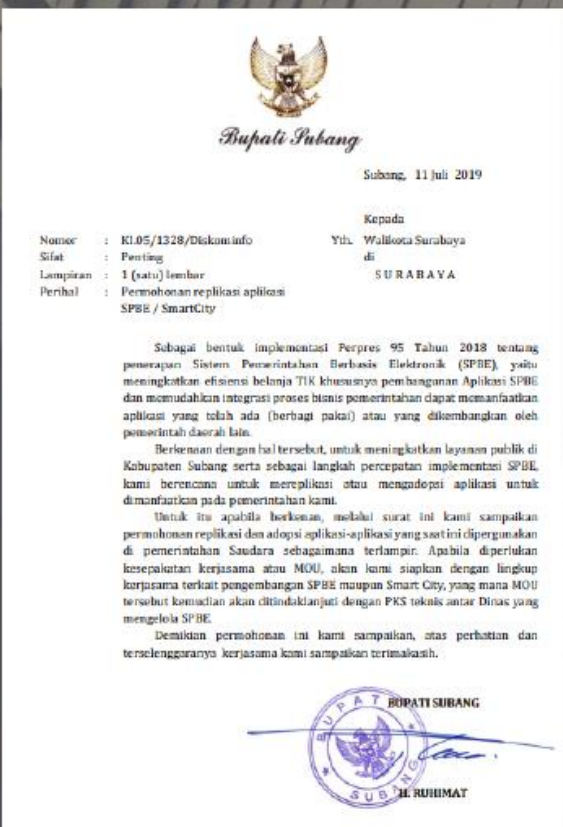 Bupati Subang
Subang, 11 Juli 2019
Kepada
Nomor : KI.05/1328/Diskominfo Yth. Walikota Surabaya
Sifat : Penting di
Lampiran : 1 (satu) lembar S U R A B A Y A
Perihal : Permohonan replikasi aplikasi
SPBE / SmartCity
Sebagai bentuk implementasi Perpres 95 Tahun 2018 tentang
penerapan Sistem Pemerintahan Berbasis Elektronik (SPBE), yaitu
meningkatkan efisiensi belanja TIK khususnya pembangunan Aplikasi SPBE
dan memudahkan integrasi proses bisnis pemerintahan dapat memanfaatkan
aplikasi yang telah ada (berbagi pakai) atau yang dikembangkan oleh
pemerintah daerah lain.
Berkenaan dengan hal tersebut, untuk meningkatkan layanan publik di
Kabupaten Subang serta sebagai langkah percepatan implementasi SPBE,
kami berencana untuk mereplikasi atau mengadopsi aplikasi untuk
dimanfaatkan pada pemerintahan kami.
Untuk itu apabila berkenan, melalui surat ini kami sampaikan
permohonan replikasi dan adopsi aplikasi-aplikasi yang saat ini dipergunakan
di pemerintahan Saudara sebagaimana terlampir. Apabila diperlukan
kesepakatan kerjasama atau MOU, akan kami siapkan dengan lingkup
kerjasama terkait pengembangan SPBE maupun Smart City, yang mana MOU
tersebut kemudian akan ditindaklanjuti dengan PKS teknis antar Dinas yang
mengelola SPBE.
Demikian permohonan ini kami sampaikan, atas perhatian dan
terselenggaranya kerjasama kami sampaikan terimakasih.
BUPATI SUBANG
BUPATI
SUBANG
H. RUHIMAT